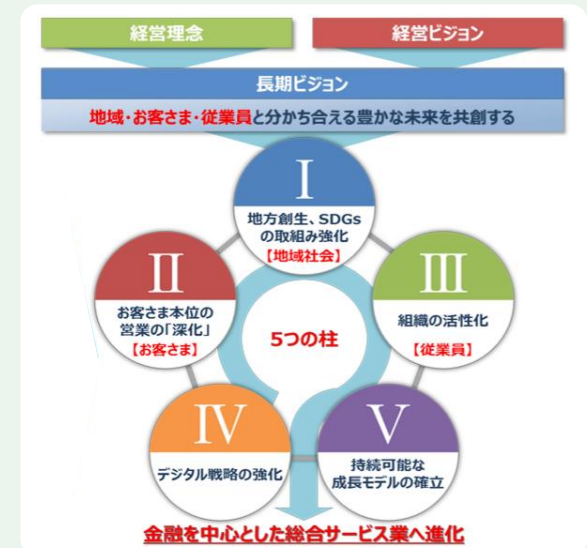 経営理念
経営ビジョン
長期ビジョン
地域・お客さま・従業員と分かち合える豊かな未来を共創する
Ⅰ
地方創生、SDGs
の取組み強化
【地域社会】
Ⅱ
お客さま本位の
営業の「深化」
【お客さま】
Ⅲ
組織の活性化
【従業員】
5つの柱
Ⅳ
デジタル戦略の強化
Ⅴ
持続可能な
成長モデルの確立
金融を中心とした総合サービス業へ進化